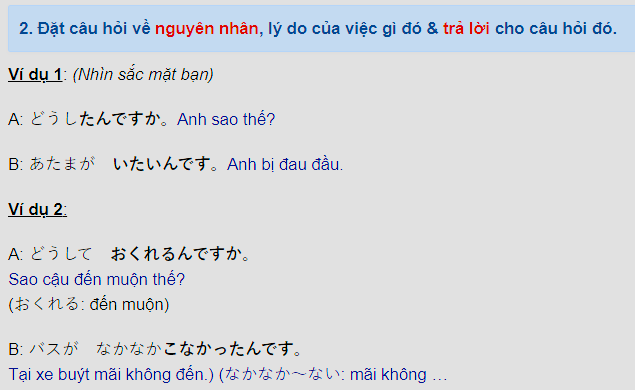 2. Đặt câu hỏi về nguyên nhân, lý do của việc gì đó & trả lời cho câu hỏi đó.
Ví dụ 1: (Nhìn sắc mặt bạn)
A: どうしたんですか。Anh sao thế?
B: あたまが　いたいんです。Anh bị đau đầu.
Ví dụ 2:
A: どうして　おくれるんですか。
Sao cậu đến muộn thế?
(おくれる: đến muộn)
B: バスが　なかなかこなかったんです。
Tại xe buýt mãi không đến.) (なかなか～ない: mãi không …